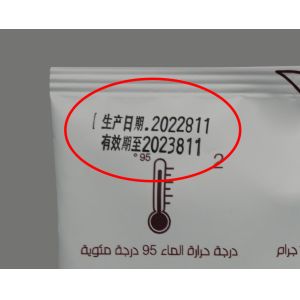 生产日期.2022811
有效期至2023811
°95
2
درجة حرارة الماء 95 درجة مئوية
جرام